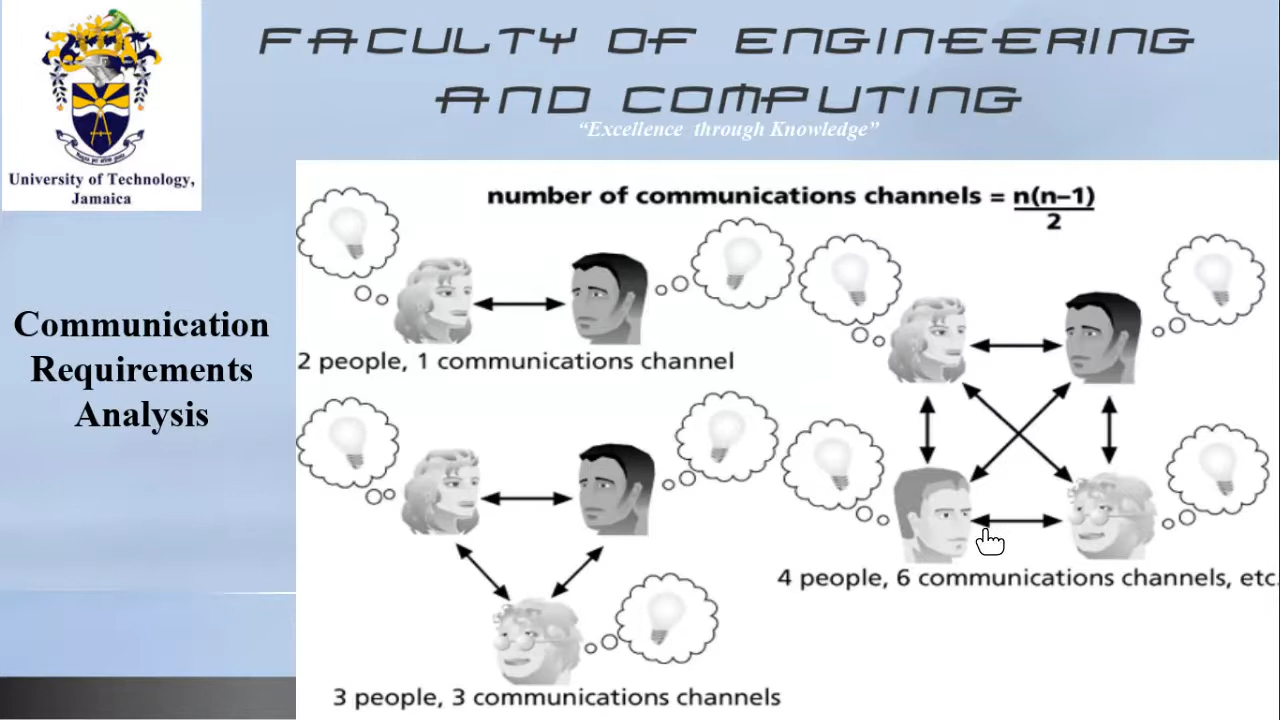 FACULTY OF ENGINEERING
AND COMPUTING
“Excellence through Knowledge”
University of Technology,
Jamaica
Communication
Requirements
Analysis
number of communications channels = n(n–1)
2
2 people, 1 communications channel
3 people, 3 communications channels
4 people, 6 communications channels, etc.